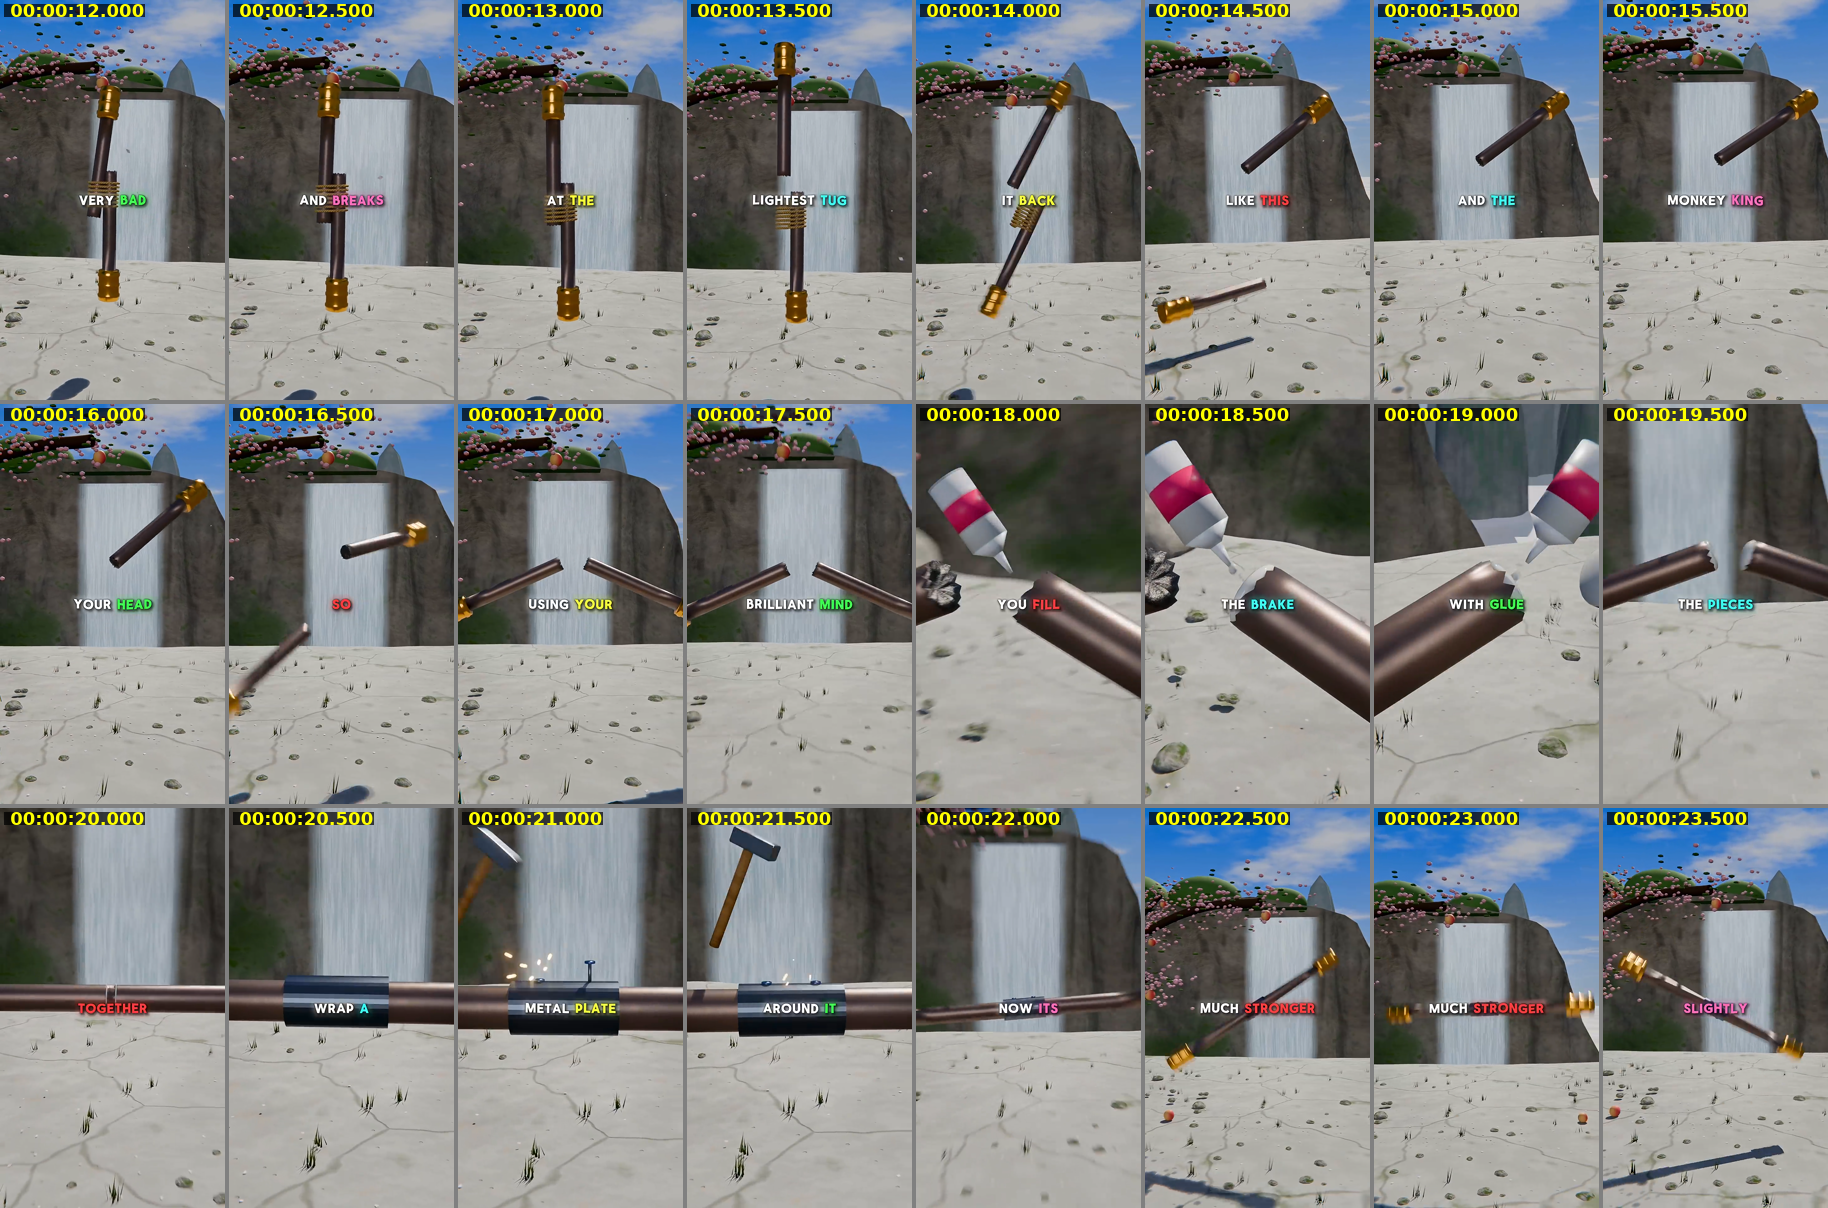 00:00:12.000
VERY BAD
00:00:12.500
AND BREAKS
00:00:13.000
AT THE
00:00:13.500
LIGHTEST TUG
00:00:14.000
IT BACK
00:00:14.500
LIKE THIS
00:00:15.000
AND THE
00:00:15.500
MONKEY KING
00:00:16.000
YOUR HEAD
00:00:16.500
SO
00:00:17.000
USING YOUR
00:00:17.500
BRILLIANT MIND
00:00:18.000
YOU FILL
00:00:18.500
THE BRAKE
00:00:19.000
WITH GLUE
00:00:19.500
THE PIECES
00:00:20.000
TOGETHER
00:00:20.500
WRAP A
00:00:21.000
METAL PLATE
00:00:21.500
AROUND IT
00:00:22.000
NOW ITS
00:00:22.500
MUCH STRONGER
00:00:23.000
MUCH STRONGER
00:00:23.500
SLIGHTLY